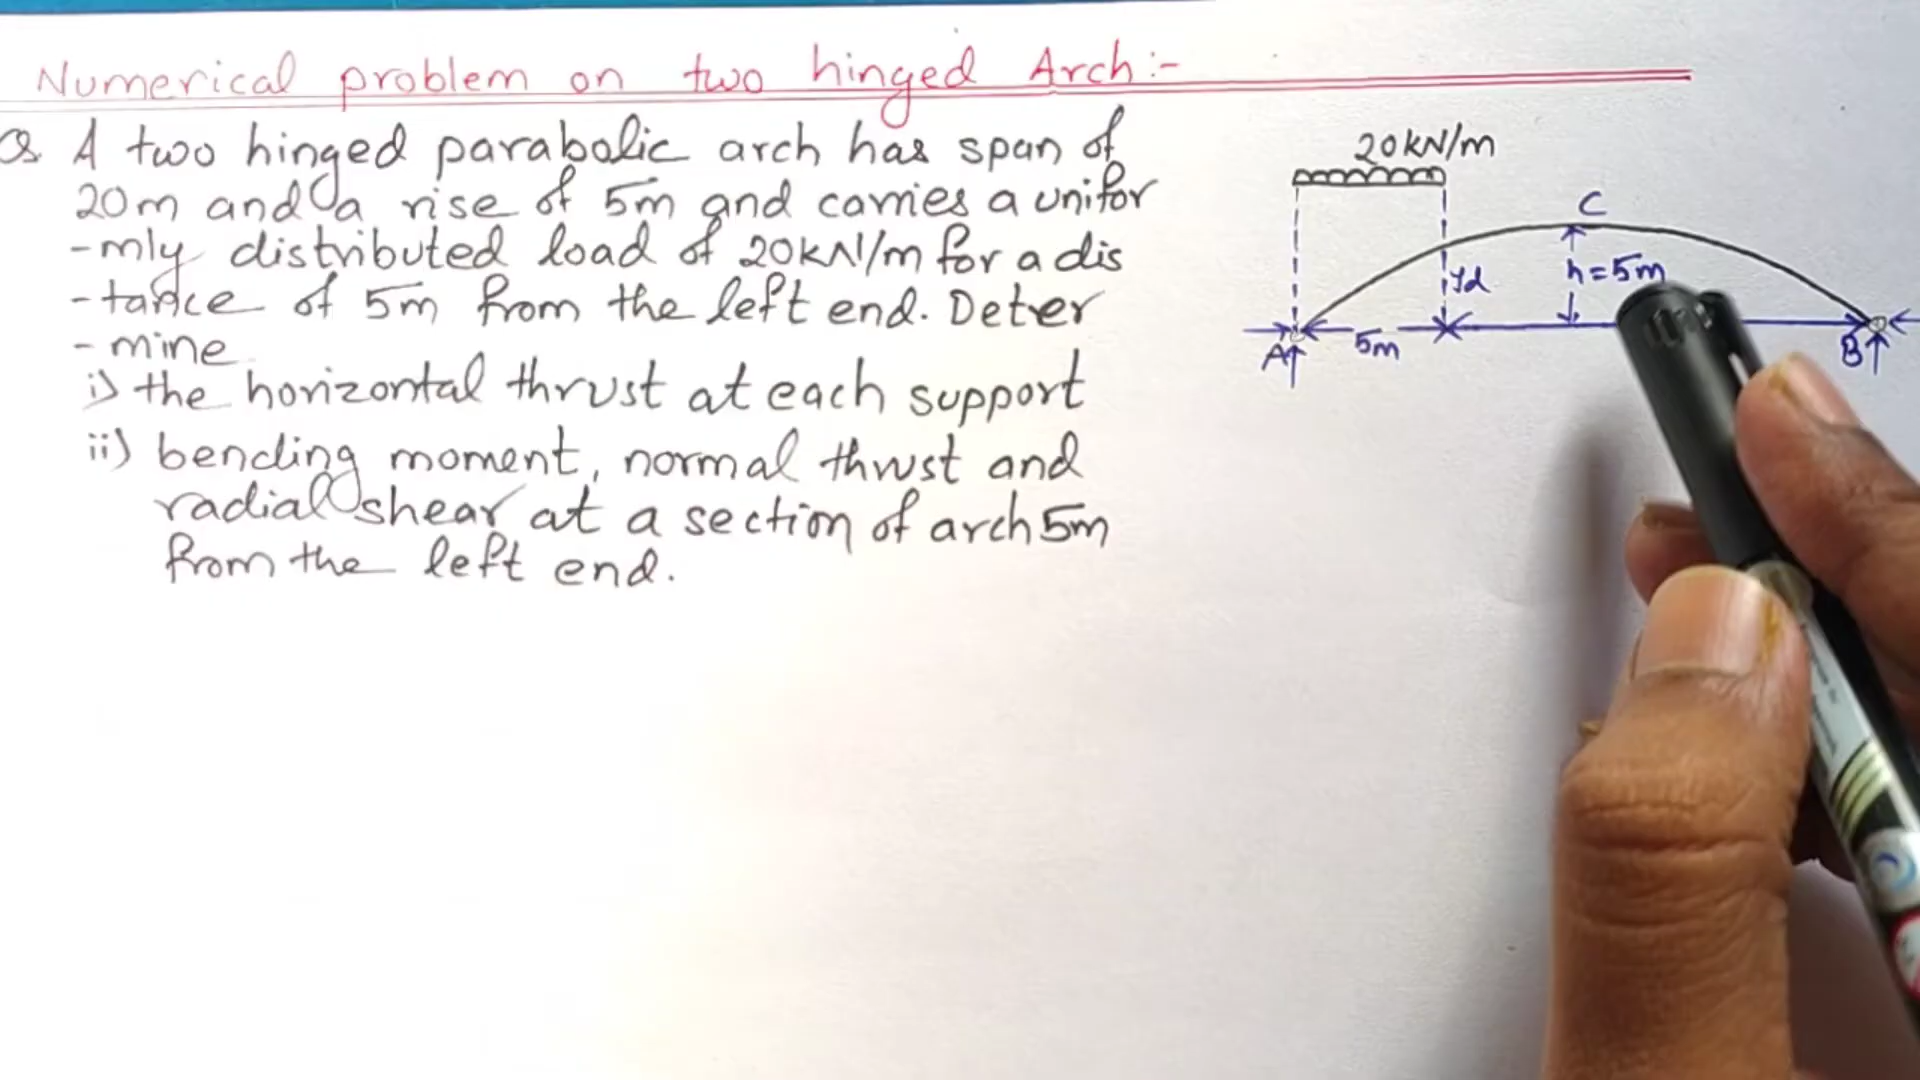 Numerical problem on two hinged Arch:-
Q. A two hinged parabolic arch has span of
20m and a rise of 5m and carries a unifor
-mly distributed load of 20kN/m for a dis
-tance of 5m from the left end. Deter
-mine
i) the horizontal thrust at each support
ii) bending moment, normal thrust and
radial shear at a section of arch 5m
from the left end.
20kN/m
C
yd
h=5m
A
5m
B